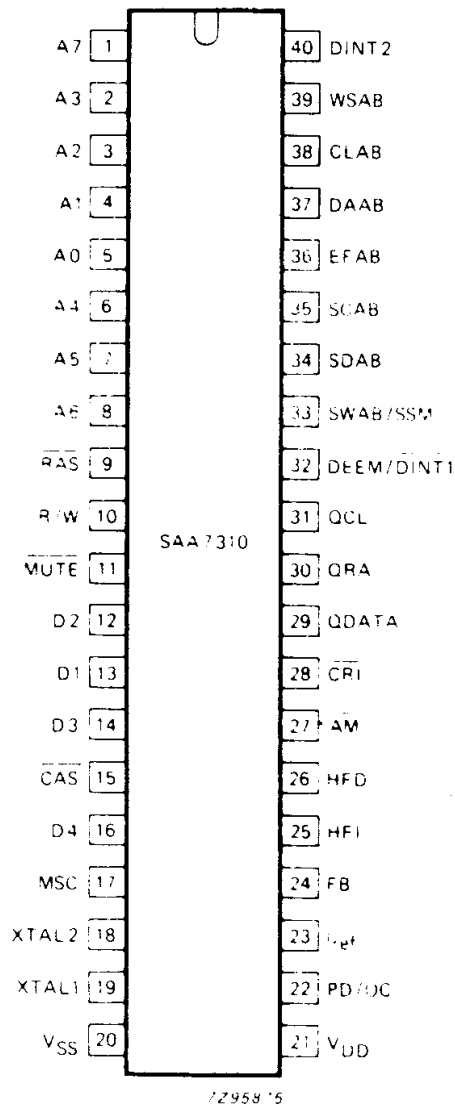 A7 1 40 DINT2
A3 2 39 WSAB
A2 3 38 CLAB
A1 4 37 DAAB
A0 5 36 EFAB
A4 6 35 SCAB
A5 7 34 SDAB
A6 8 33 SWAB/SSM
RAS 9 32 DEEM/DINT1
R/W 10 31 QCL
SAA7310
MUTE 11 30 QRA
D2 12 29 QDATA
D1 13 28 CRI
D3 14 27 AM
CAS 15 26 HFD
D4 16 25 HFI
MSC 17 24 FB
XTAL2 18 23
XTAL1 19 22 PD/OC
VSS 20 21 VDD